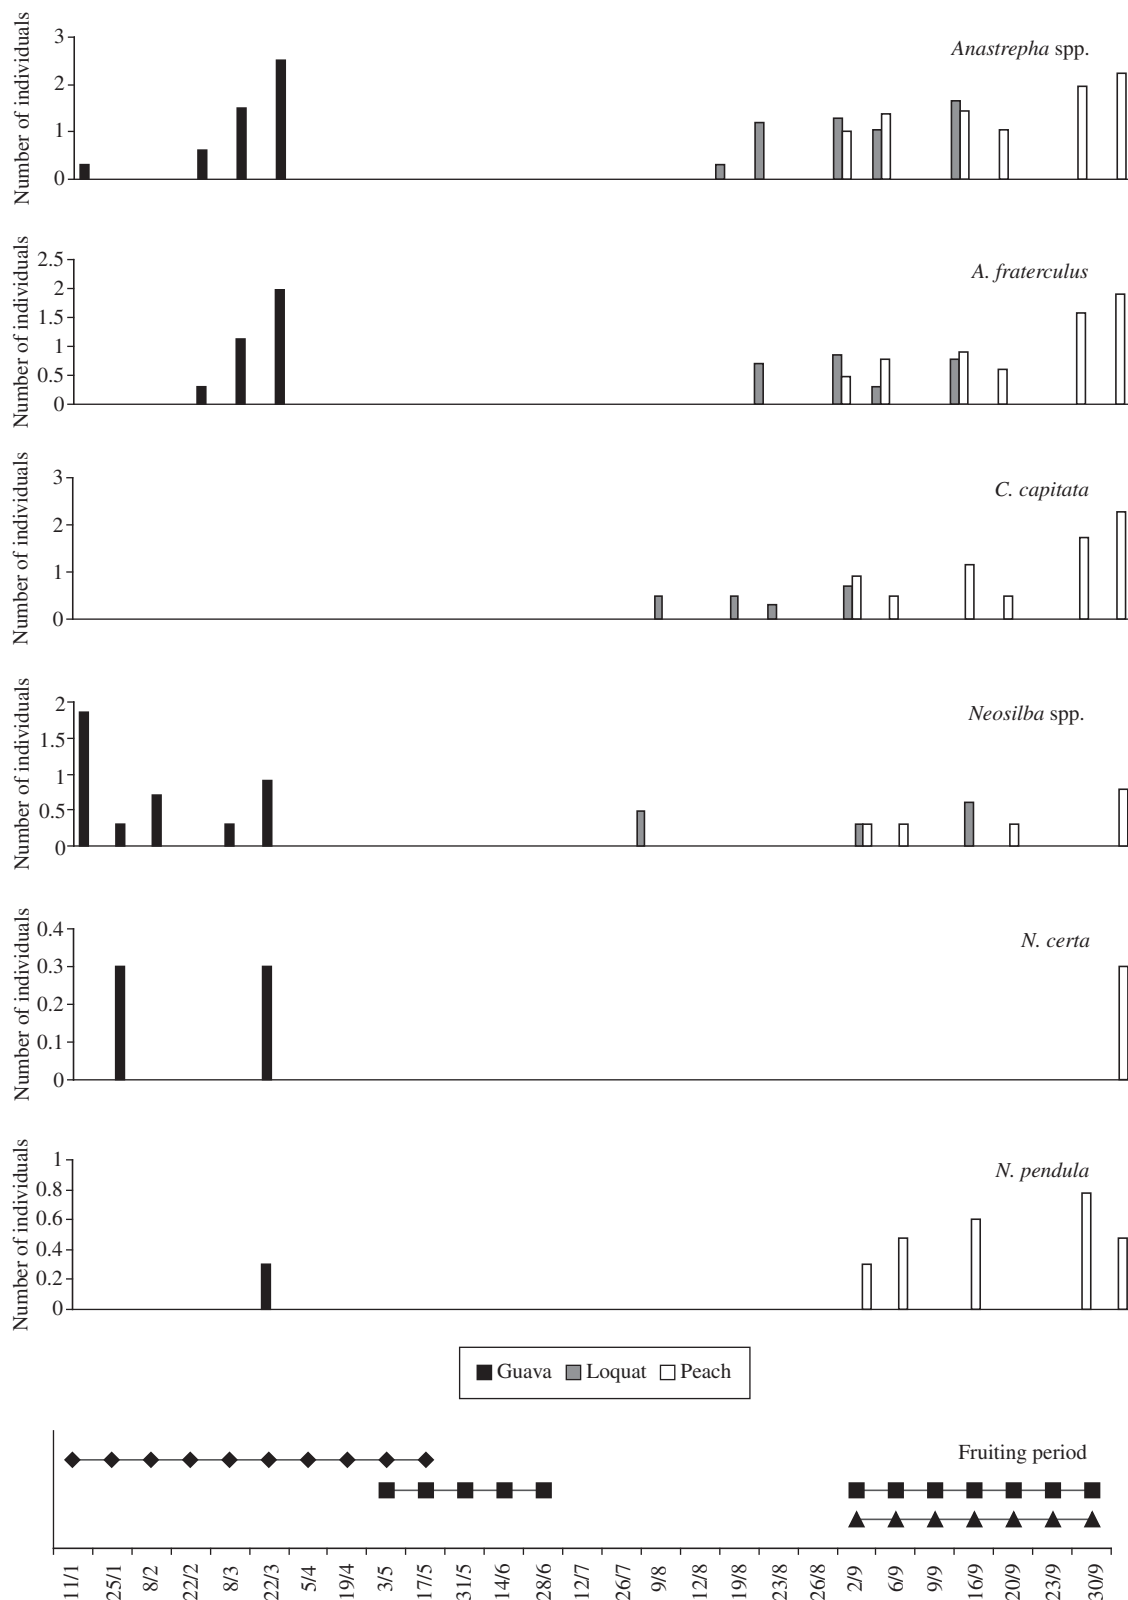 Number of individuals
3
2
1
0
Anastrepha spp.
Number of individuals
2.5
2
1.5
1
0.5
0
A. fraterculus
Number of individuals
3
2
1
0
C. capitata
Number of individuals
2
1.5
1
0.5
0
Neosilba spp.
Number of individuals
0.4
0.3
0.2
0.1
0
N. certa
Number of individuals
1
0.8
0.6
0.4
0.2
0
N. pendula
Guava Loquat Peach
Fruiting period
11/1 25/1 8/2 22/2 8/3 22/3 5/4 19/4 3/5 17/5 31/5 14/6 28/6 12/7 26/7 9/8 12/8 19/8 23/8 26/8 2/9 6/9 9/9 16/9 20/9 23/9 30/9